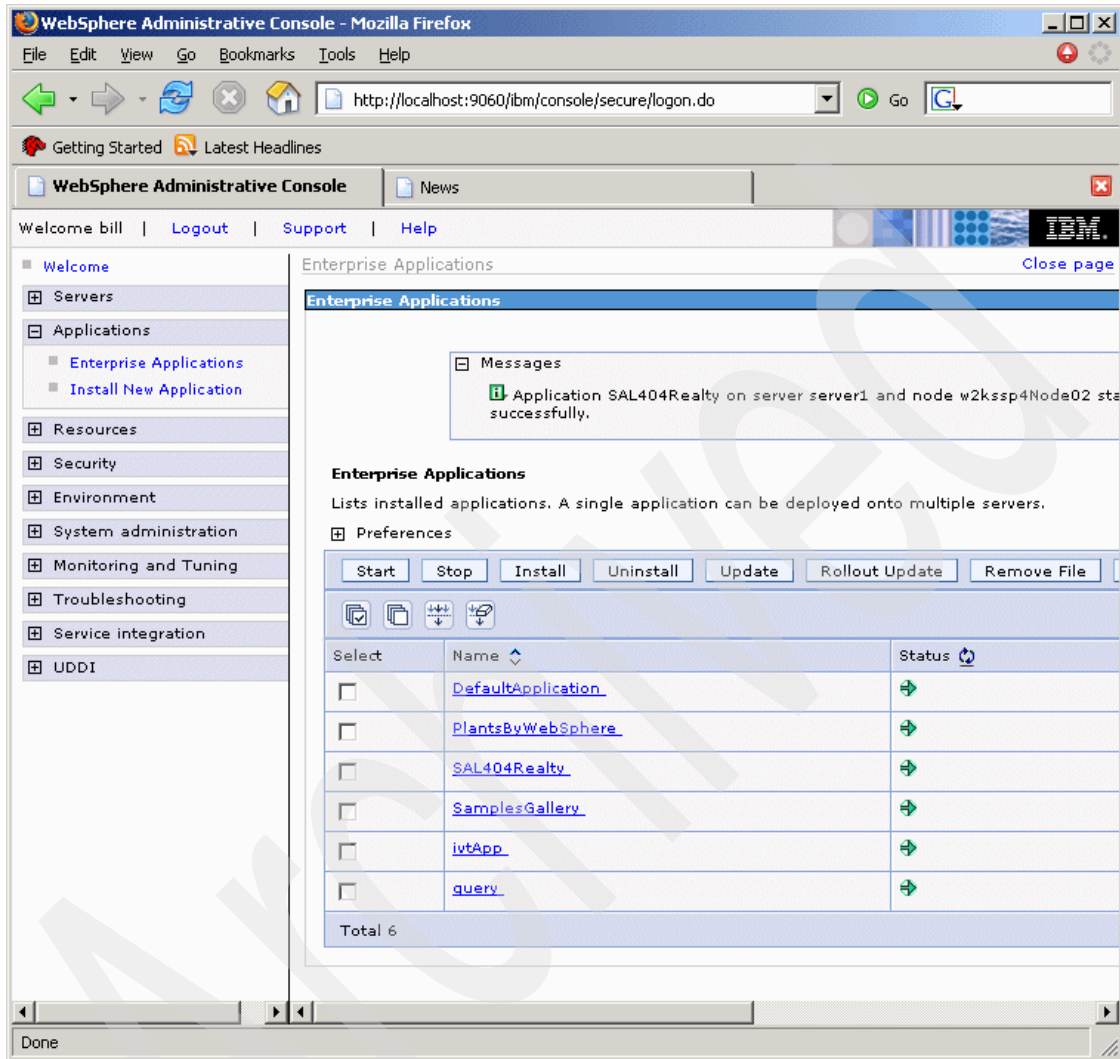 WebSphere Administrative Console - Mozilla Firefox
File Edit View Go Bookmarks Tools Help
http://localhost:9060/ibm/console/secure/logon.do Go G
Getting Started Latest Headlines
WebSphere Administrative Console News
Welcome bill | Logout | Support | Help IBM.
Welcome
Servers
Applications
Enterprise Applications
Install New Application
Resources
Security
Environment
System administration
Monitoring and Tuning
Troubleshooting
Service integration
UDDI
Enterprise Applications Close page
Enterprise Applications
Messages
Application SAL404Realty on server server1 and node w2kssp4Node02 sta
successfully.
Enterprise Applications
Lists installed applications. A single application can be deployed onto multiple servers.
Preferences
Start Stop Install Uninstall Update Rollout Update Remove File
Select Name Status
DefaultApplication
PlantsByWebSphere
SAL404Realty
SamplesGallery
ivtApp
query
Total 6
Done
Archived